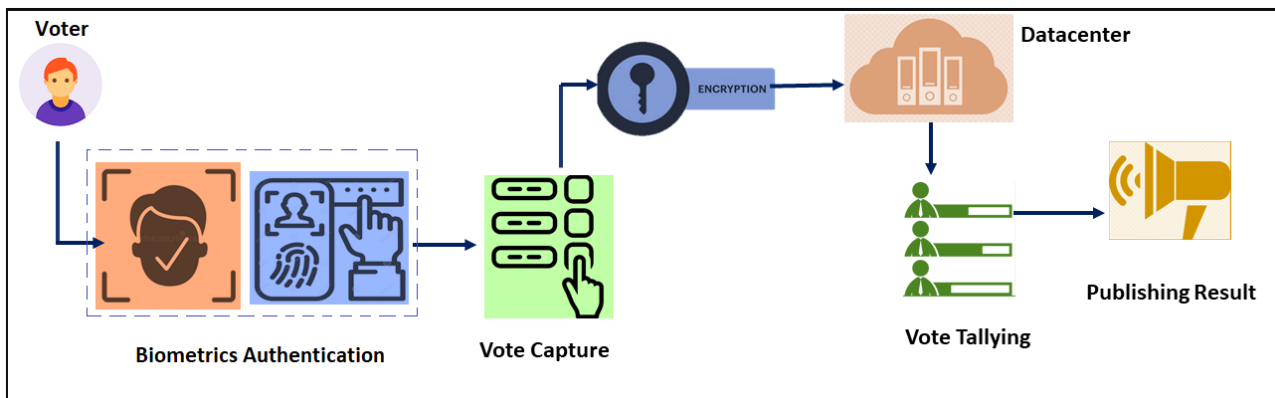 Voter
Biometrics Authentication
Vote Capture
ENCRYPTION
Datacenter
Vote Tallying
Publishing Result